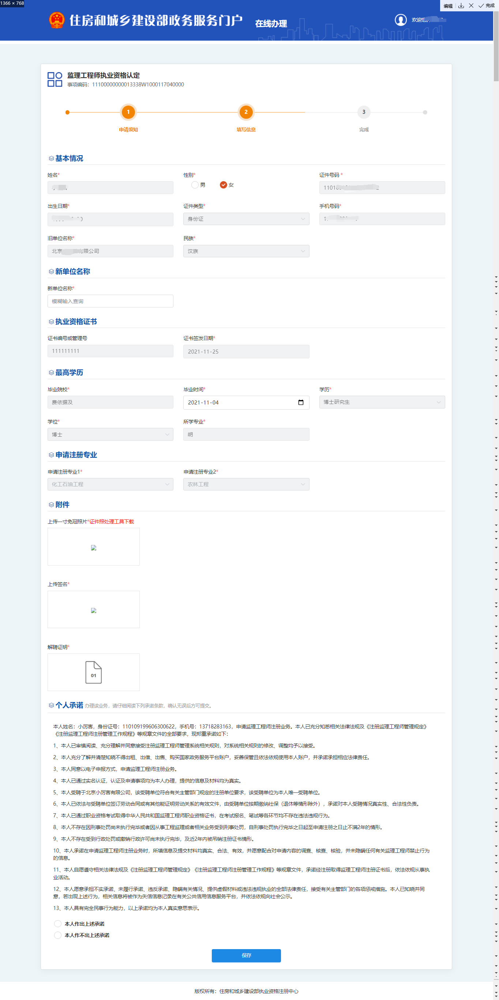 1366 × 768
编辑 完成
住房和城乡建设部政务服务门户 在线办理
欢迎您
监理工程师执业资格认定
事项编码：11100000000013338W1000117040000
1 2 3
申请须知 填写信息 完成
基本情况
姓名* 性别* 证件号码 *
男 女
出生日期* 证件类型* 手机号码*
身份证
旧单位名称* 民族*
北京 有限公司 汉族
新单位名称
新单位名称*
模糊输入查询
执业资格证书
证书编号或管理号 证书签发日期*
111111111 2021-11-25
最高学历
毕业院校* 毕业时间* 学历*
费依据及 2021-11-04 博士研究生
学位* 所学专业*
博士 胡
申请注册专业
申请注册专业1* 申请注册专业2*
化工石油工程 农林工程
附件
上传一寸免冠照片*证件照处理工具下载
上传签名*
解聘证明*
01
个人承诺 办理该业务，请仔细阅读下列承诺条款，确认无误后方可提交。
本人姓名：小厉害，身份证号：110109199606300622，手机号：13718283163，申请监理工程师注册业务。本人已充分知悉相关法律法规及《注册监理工程师管理规定》
《注册监理工程师注册管理工作规程》等规章文件的全部要求，现郑重承诺如下：
1、本人已审慎阅读、充分理解并同意接受注册监理工程师管理系统相关规则，对系统相关规则的修改、调整均予以接受。
2、本人充分了解并清楚知晓不得出租、出借、出售、购买国家政务服务平台账户，妥善保管且依法依规使用本人账户，并承诺承担相应法律责任。
3、本人同意以电子申报方式，申请监理工程师注册业务。
4、本人已通过实名认证，认证及申请事项均为本人办理，提供的信息及材料均为真实。
5、本人受聘于北京小厉害有限公司，该受聘单位符合有关主管部门规定的注册单位要求，该受聘单位为本人唯一受聘单位。
6、本人已依法与受聘单位签订劳动合同或有其他能证明劳动关系的有效文件，由受聘单位按期缴纳社保（退休等情形除外），承诺对本人受聘情况真实性、合法性负责。
7、本人已通过职业资格考试取得中华人民共和国监理工程师职业资格证书，在考试报名、笔试等各环节均不存在违法违规行为。
8、本人不存在因刑事处罚尚未执行完毕或者因从事工程监理或者相关业务受到刑事处罚，自刑事处罚执行完毕之日起至申请注册之日止不满2年的情形。
9、本人不存在受到行政处罚或撤销行政许可尚未执行完毕，及近2年内被吊销注册证书情形。
10、本人承诺在申请监理工程师注册业务时，所填信息及提交材料均真实、合法、有效，并愿意配合对申请内容的调查、核查、核验，并未隐瞒任何有关监理工程师禁止行为
的信息。
11、本人自愿遵守相关法律法规及《注册监理工程师管理规定》《注册监理工程师注册管理工作规程》等规章文件，承诺经注册取得监理工程师注册证书后，依法依规从事执
业活动。
12、本人愿意承担不实承诺、未履行承诺、违反承诺、隐瞒有关情况、提供虚假材料或违法违规执业的全部法律责任，接受有关主管部门的各项惩戒措施。本人已知晓并同
意，若出现上述行为，相关信息将被作为失信信息记录在有关公共信用信息服务平台，并依法依规向社会公示。
13、本人具有完全民事行为能力，以上承诺均为本人真实意思表示。
本人作出上述承诺
本人作不出上述承诺
保存
版权所有：住房和城乡建设部执业资格注册中心